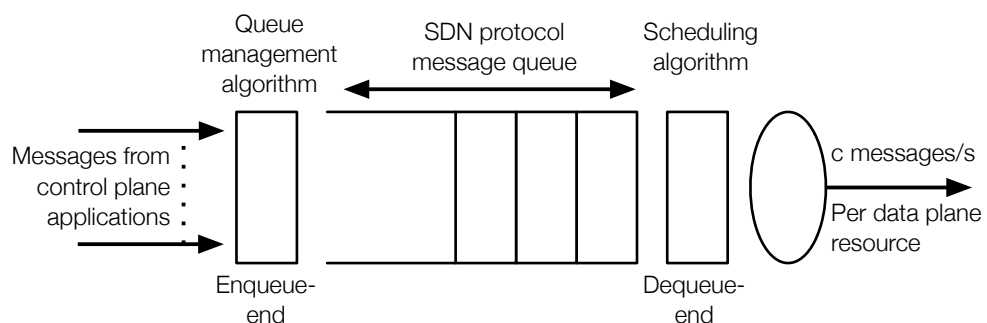 Queue
management
algorithm
SDN protocol
message queue
Scheduling
algorithm
Messages from
control plane
applications
c messages/s
Per data plane
resource
Enqueue-
end
Dequeue-
end